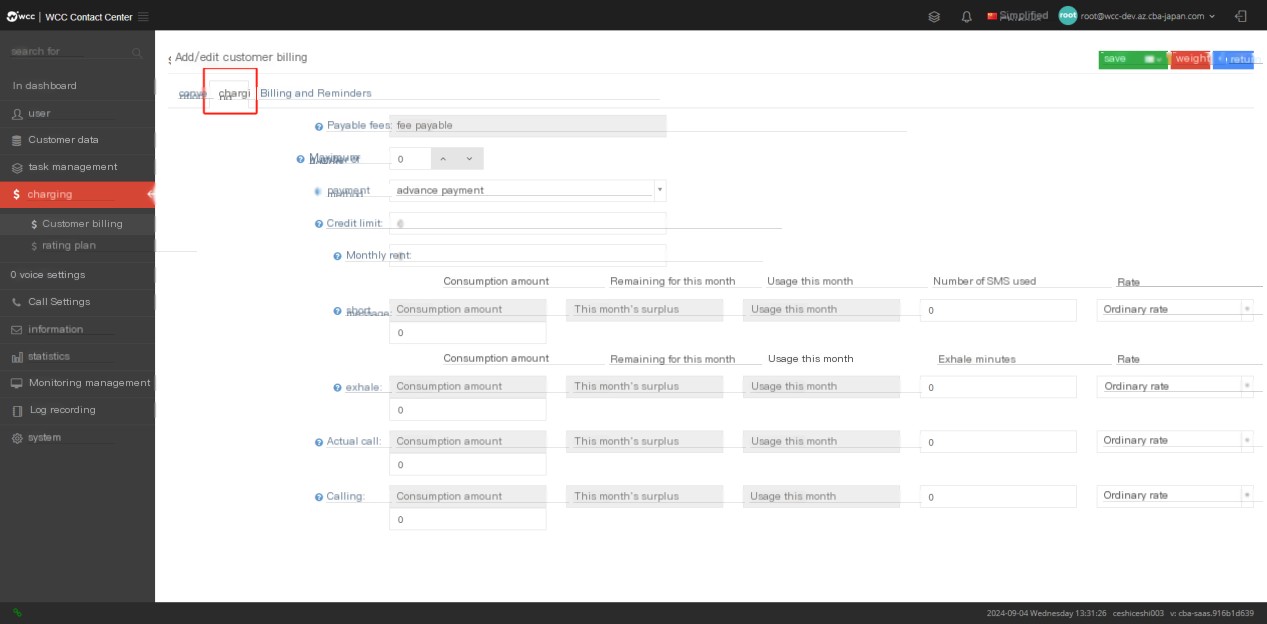 wcc | WCC Contact Center
Simplified
root root@wcc-dev.az.cba-japan.com
search for
Add/edit customer billing
save
weight
return
In dashboard
user
Customer data
task management
$ charging
$ Customer billing
$ rating plan
0 voice settings
Call Settings
information
statistics
Monitoring management
Log recording
system
chargi
Billing and Reminders
Payable fees: fee payable
Maximum
0
payment
method
advance payment
Credit limit:
Monthly rent:
Consumption amount Remaining for this month Usage this month Number of SMS used Rate
short
message:
Consumption amount This month's surplus Usage this month 0 Ordinary rate
0
Consumption amount Remaining for this month Usage this month Exhale minutes Rate
exhale: Consumption amount This month's surplus Usage this month 0 Ordinary rate
0
Actual call: Consumption amount This month's surplus Usage this month 0 Ordinary rate
0
Calling: Consumption amount This month's surplus Usage this month 0 Ordinary rate
0
2024-09-04 Wednesday 13:31:26 ceshiceshi003 v: cba-saas.916b1d639